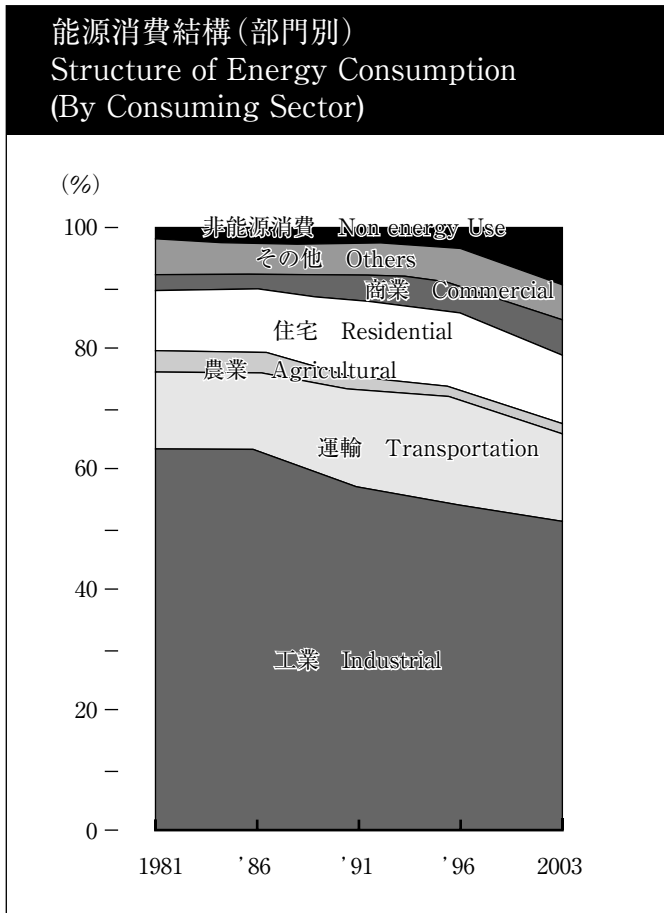 能源消費結構(部門別)
Structure of Energy Consumption
(By Consuming Sector)
(%)
100
非能源消費 Non energy Use
その他 Others
商業 Commercial
80
住宅 Residential
農業 Agricultural
60
運輸 Transportation
40
工業 Industrial
20
0
1981 ’86 ’91 ’96 2003